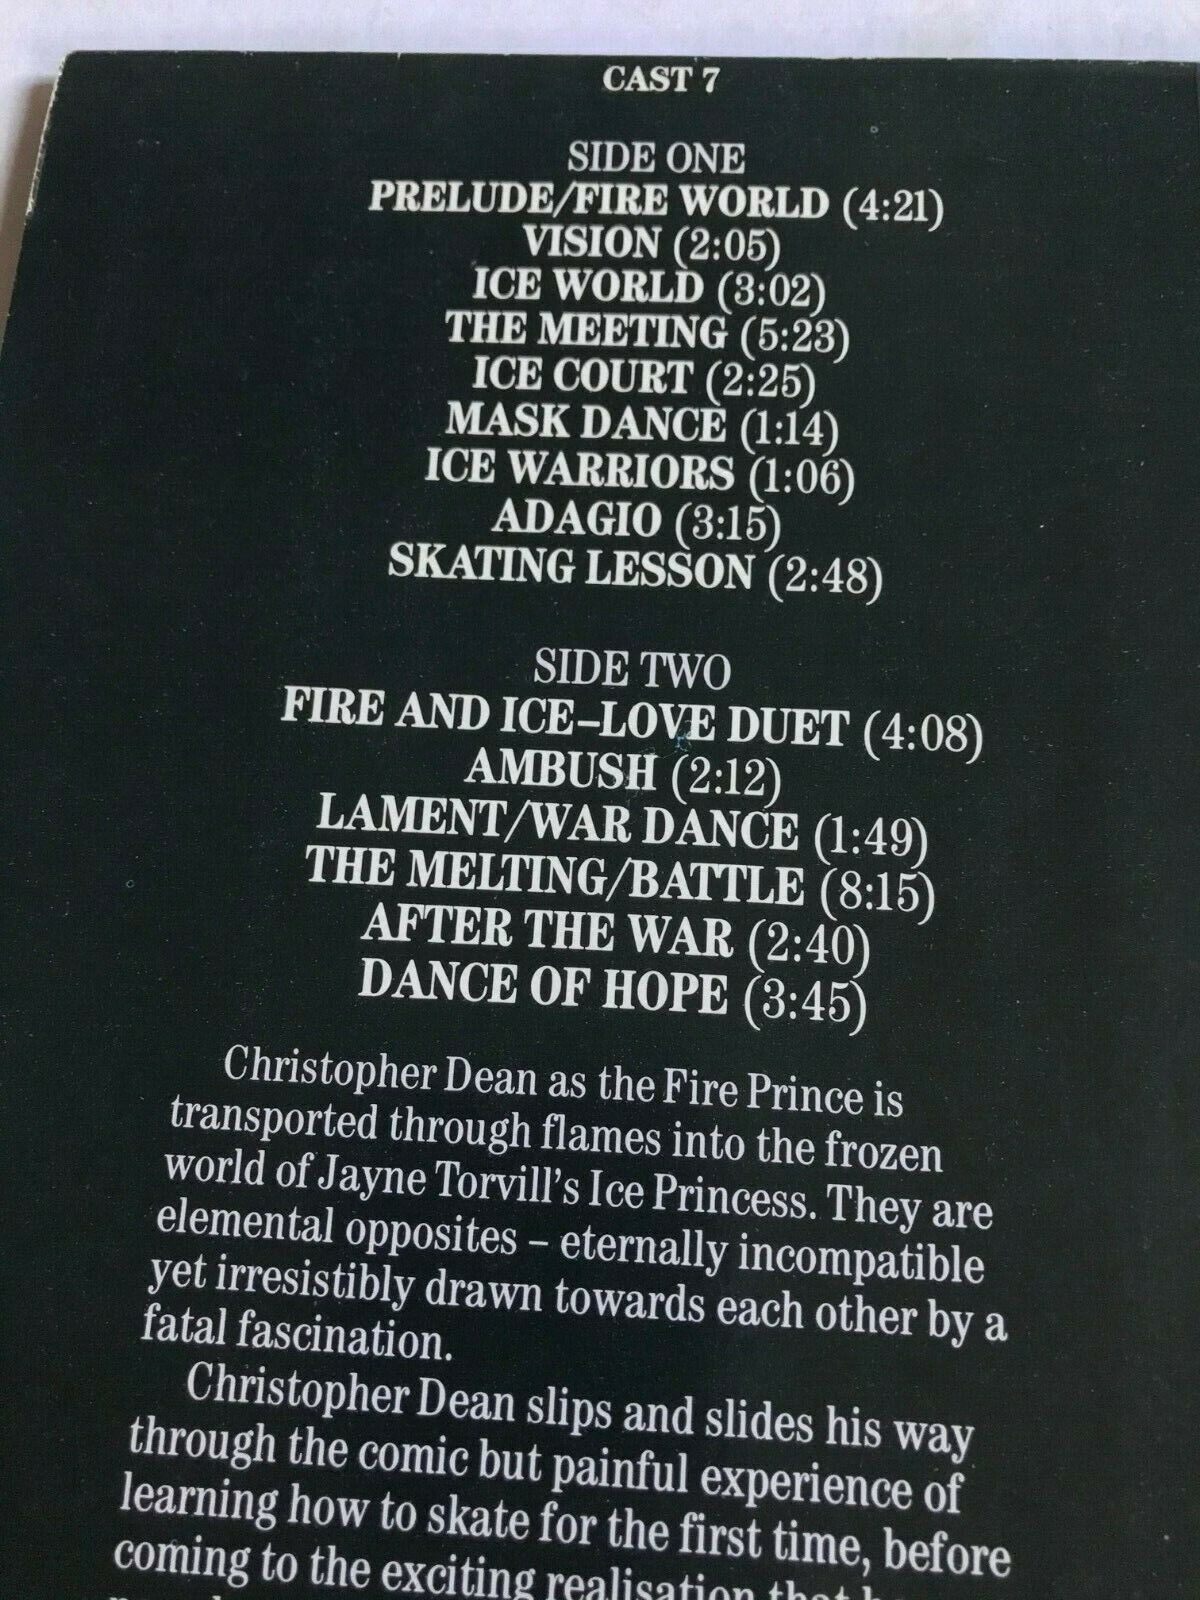 CAST 7
SIDE ONE
PRELUDE/FIRE WORLD (4:21)
VISION (2:05)
ICE WORLD (3:02)
THE MEETING (5:23)
ICE COURT (2:25)
MASK DANCE (1:14)
ICE WARRIORS (1:06)
ADAGIO (3:15)
SKATING LESSON (2:48)
SIDE TWO
FIRE AND ICE–LOVE DUET (4:08)
AMBUSH (2:12)
LAMENT/WAR DANCE (1:49)
THE MELTING/BATTLE (8:15)
AFTER THE WAR (2:40)
DANCE OF HOPE (3:45)
Christopher Dean as the Fire Prince is
transported through flames into the frozen
world of Jayne Torvill's Ice Princess. They are
elemental opposites – eternally incompatible
yet irresistibly drawn towards each other by a
fatal fascination.
Christopher Dean slips and slides his way
through the comic but painful experience of
learning how to skate for the first time, before
coming to the exciting realisation that